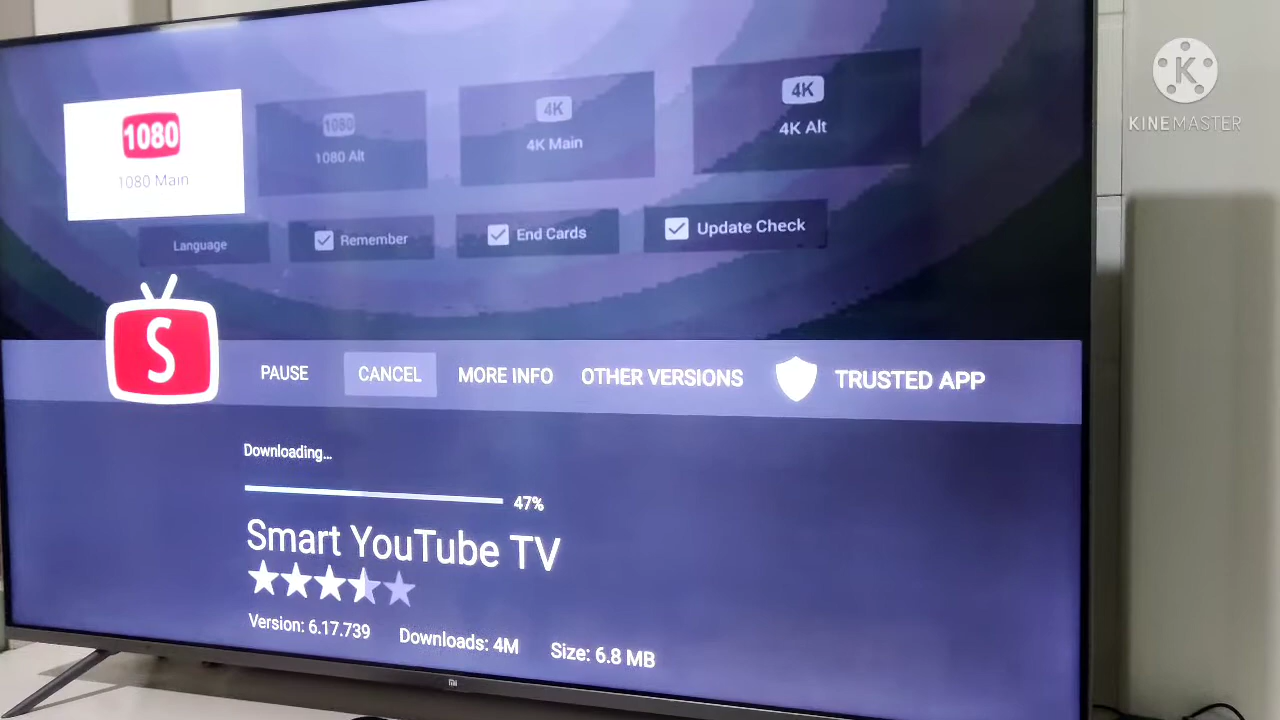 1080
1080 Main
1080
1080 Alt
4K
4K Main
4K
4K Alt
Language
Remember
End Cards
Update Check
S
PAUSE
CANCEL
MORE INFO
OTHER VERSIONS
TRUSTED APP
Downloading...
47%
Smart YouTube TV
Version: 6.17.739
Downloads: 4M
Size: 6.8 MB
mi
K
KINEMASTER